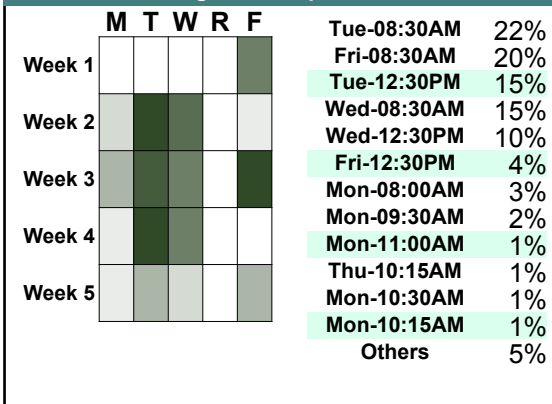 M T W R F
Week 1
Week 2
Week 3
Week 4
Week 5
Tue-08:30AM 22%
Fri-08:30AM 20%
Tue-12:30PM 15%
Wed-08:30AM 15%
Wed-12:30PM 10%
Fri-12:30PM 4%
Mon-08:00AM 3%
Mon-09:30AM 2%
Mon-11:00AM 1%
Thu-10:15AM 1%
Mon-10:30AM 1%
Mon-10:15AM 1%
Others 5%